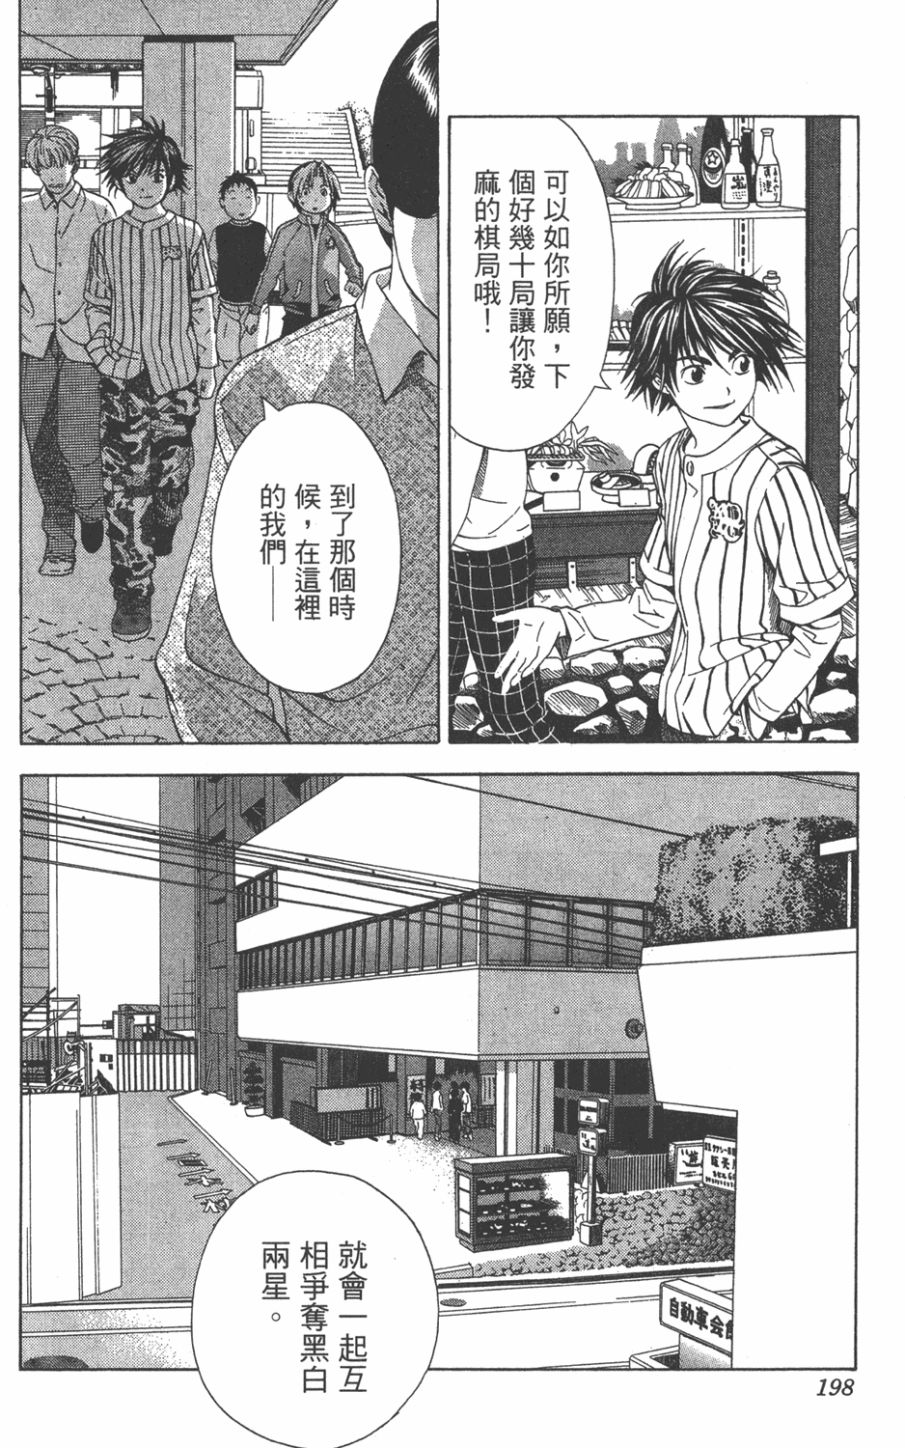 可以如你所願，下
個好幾十局讓你發
麻的棋局哦！
到了那個時
候，在這裡
的我們——
就會一起互
相爭奪黑白
兩星。
自動車会館
198